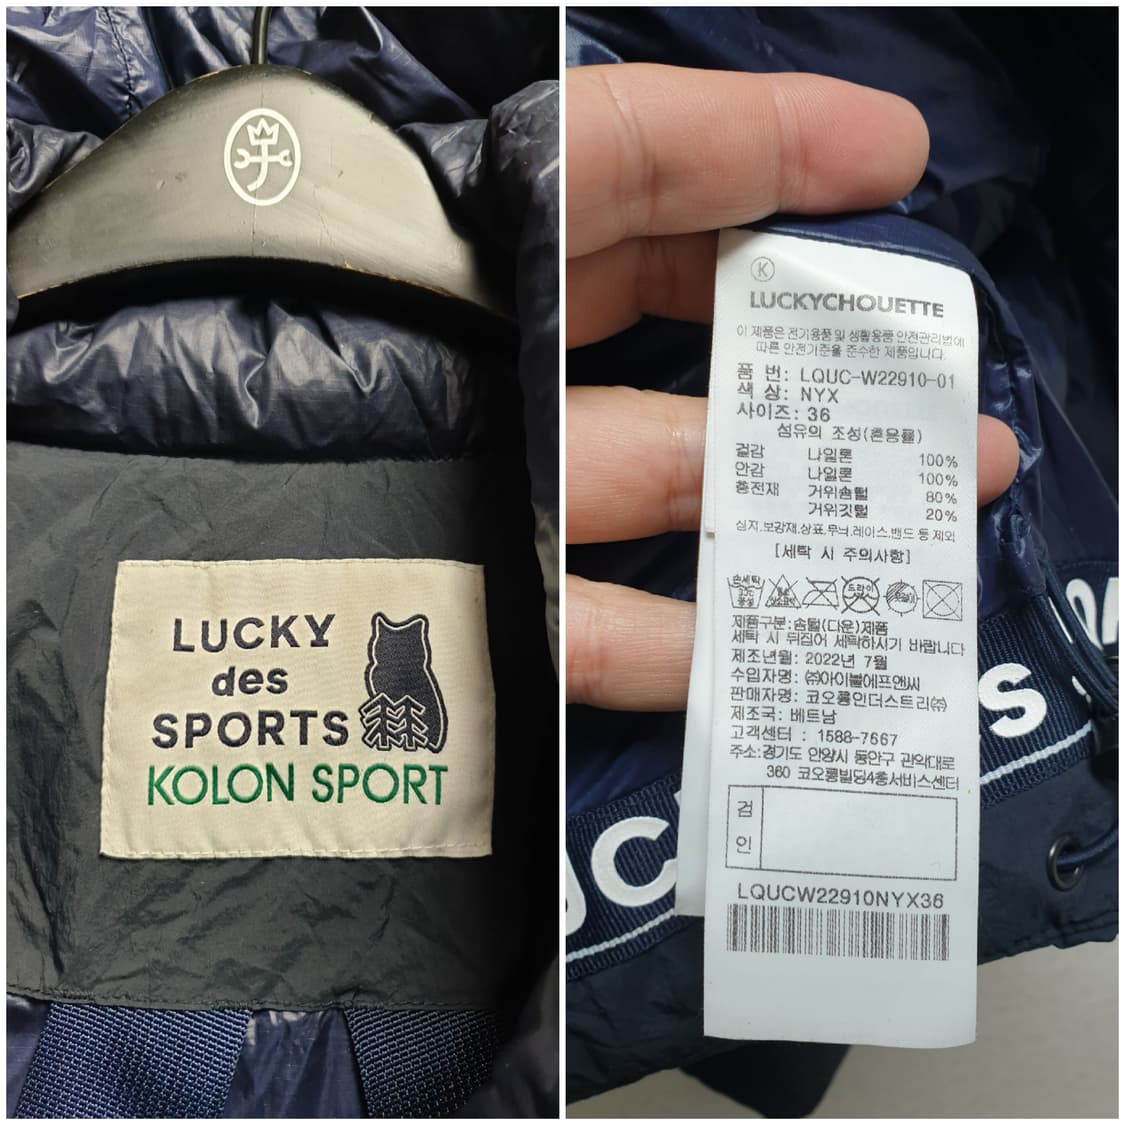 LUCKY
des
SPORTS
KOLON SPORT
K
LUCKYCHOUETTE
이 제품은 전기용품 및 생활용품 안전관리법에
따른 안전기준을 준수한 제품입니다.
품 번: LQUC-W22910-01
색 상: NYX
사이즈: 36
섬유의 조성(혼용률)
겉감 나일론 100%
안감 나일론 100%
충전재 거위솜털 80%
거위깃털 20%
심지.보강재.상표.무늬.레이스.밴드 등 제외
[세탁 시 주의사항]
손세탁 드라이
30℃
중성
제품구분:솜털(다운)제품
세탁 시 뒤집어 세탁하시기 바랍니다
제조년월: 2022년 7월
수입자명: ㈜아이블에프앤씨
판매자명: 코오롱인더스트리㈜
제조국: 베트남
고객센터 : 1588-7667
주소:경기도 안양시 동안구 관악대로
360 코오롱빌딩4층서비스센터
검
인
LQUCW22910NYX36
UC
S